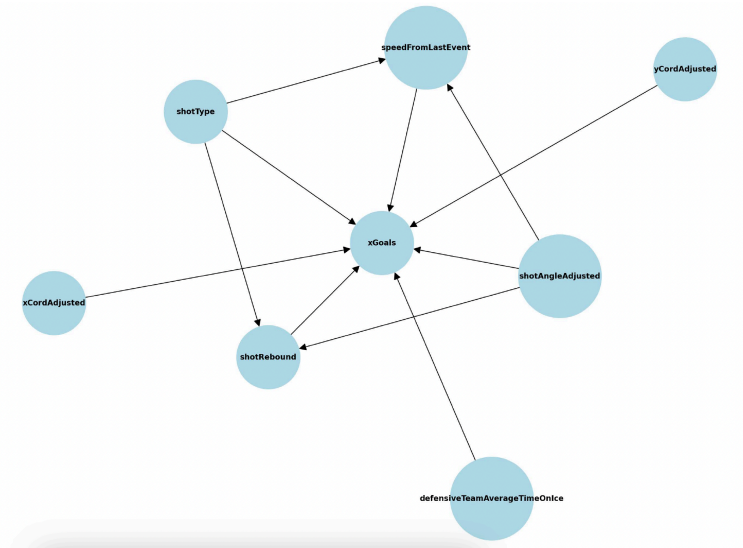 speedFromLastEvent
yCordAdjusted
shotType
xGoals
shotAngleAdjusted
xCordAdjusted
shotRebound
defensiveTeamAverageTimeOnIce